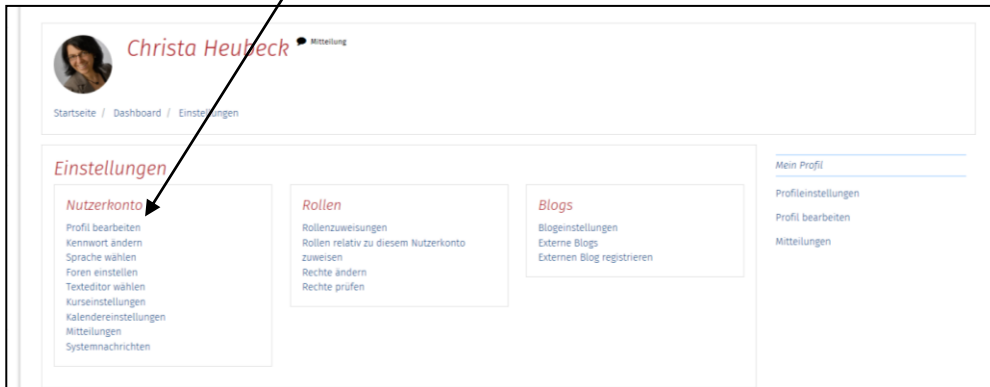 Christa Heubeck Mitteilung
Startseite / Dashboard / Einstellungen
Einstellungen
Nutzerkonto
Profil bearbeiten
Kennwort ändern
Sprache wählen
Foren einstellen
Texteditor wählen
Kurseinstellungen
Kalendereinstellungen
Mitteilungen
Systemnachrichten
Rollen
Rollenzuweisungen
Rollen relativ zu diesem Nutzerkonto
zuweisen
Rechte ändern
Rechte prüfen
Blogs
Blogeinstellungen
Externe Blogs
Externen Blog registrieren
Mein Profil
Profileinstellungen
Profil bearbeiten
Mitteilungen